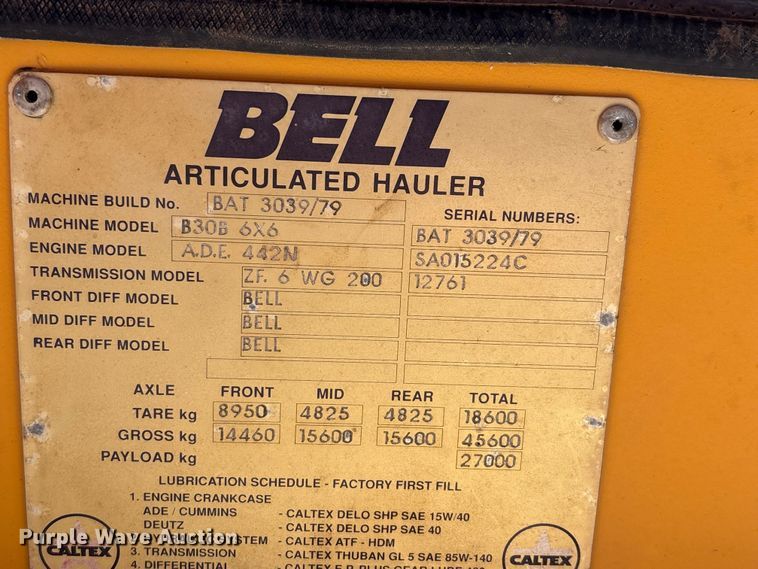 BELL
ARTICULATED HAULER
MACHINE BUILD No. BAT 3039/79
SERIAL NUMBERS:
MACHINE MODEL B30B 6X6 BAT 3039/79
ENGINE MODEL A.D.E. 442N SA015224C
TRANSMISSION MODEL ZF. 6 WG 200 12761
FRONT DIFF MODEL BELL
MID DIFF MODEL BELL
REAR DIFF MODEL BELL
AXLE FRONT MID REAR TOTAL
TARE kg 8950 4825 4825 18600
GROSS kg 14460 15600 15600 45600
PAYLOAD kg 27000
LUBRICATION SCHEDULE - FACTORY FIRST FILL
1. ENGINE CRANKCASE
ADE / CUMMINS - CALTEX DELO SHP SAE 15W/40
DEUTZ - CALTEX DELO SHP SAE 40
- CALTEX ATF - HDM
3. TRANSMISSION - CALTEX THUBAN GL 5 SAE 85W-140
4. DIFFERENTIAL - CALTEX
CALTEX
CALTEX
Purple Wave Auction